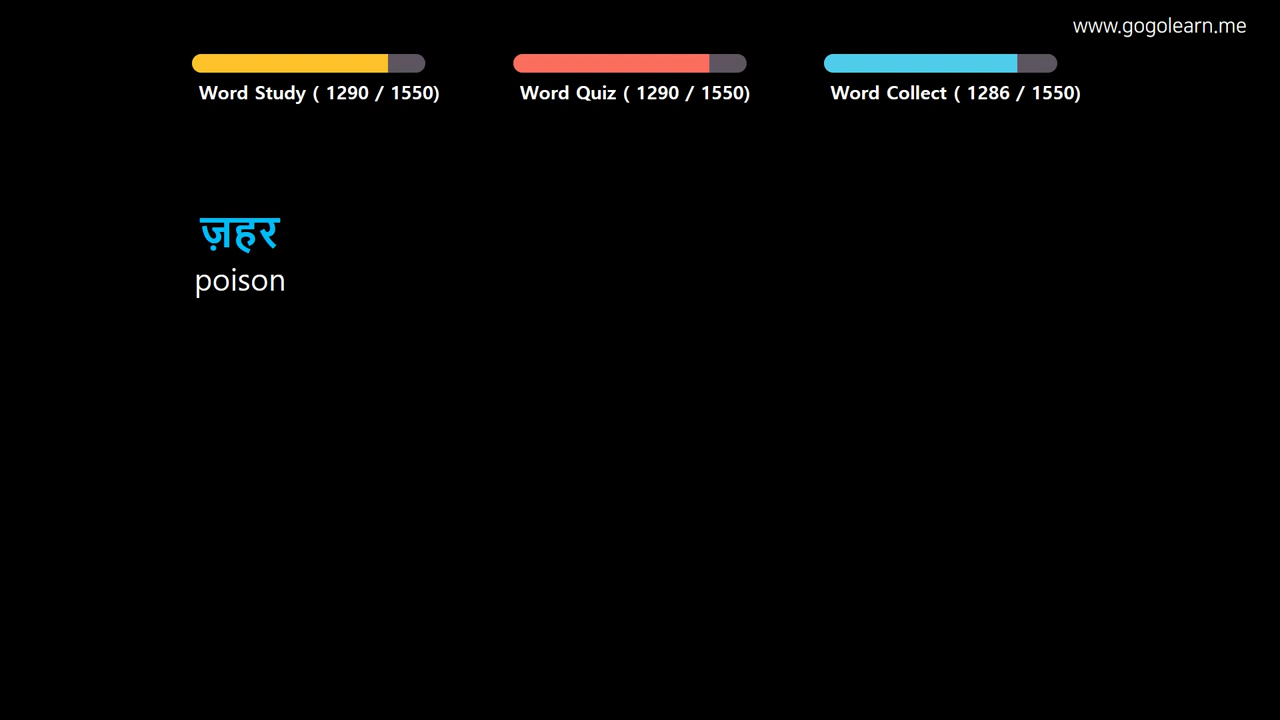 www.gogolearn.me
Word Study ( 1290 / 1550)
Word Quiz ( 1290 / 1550)
Word Collect ( 1286 / 1550)
ज़हर
poison